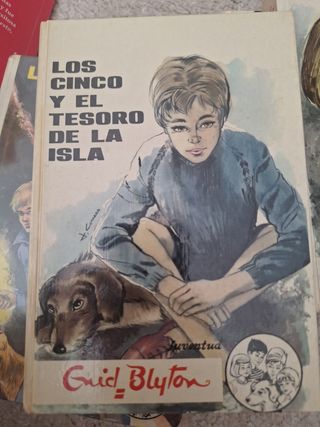 LOS
CINCO
Y EL
TESORO
DE LA
ISLA
Juventud
Enid Blyton